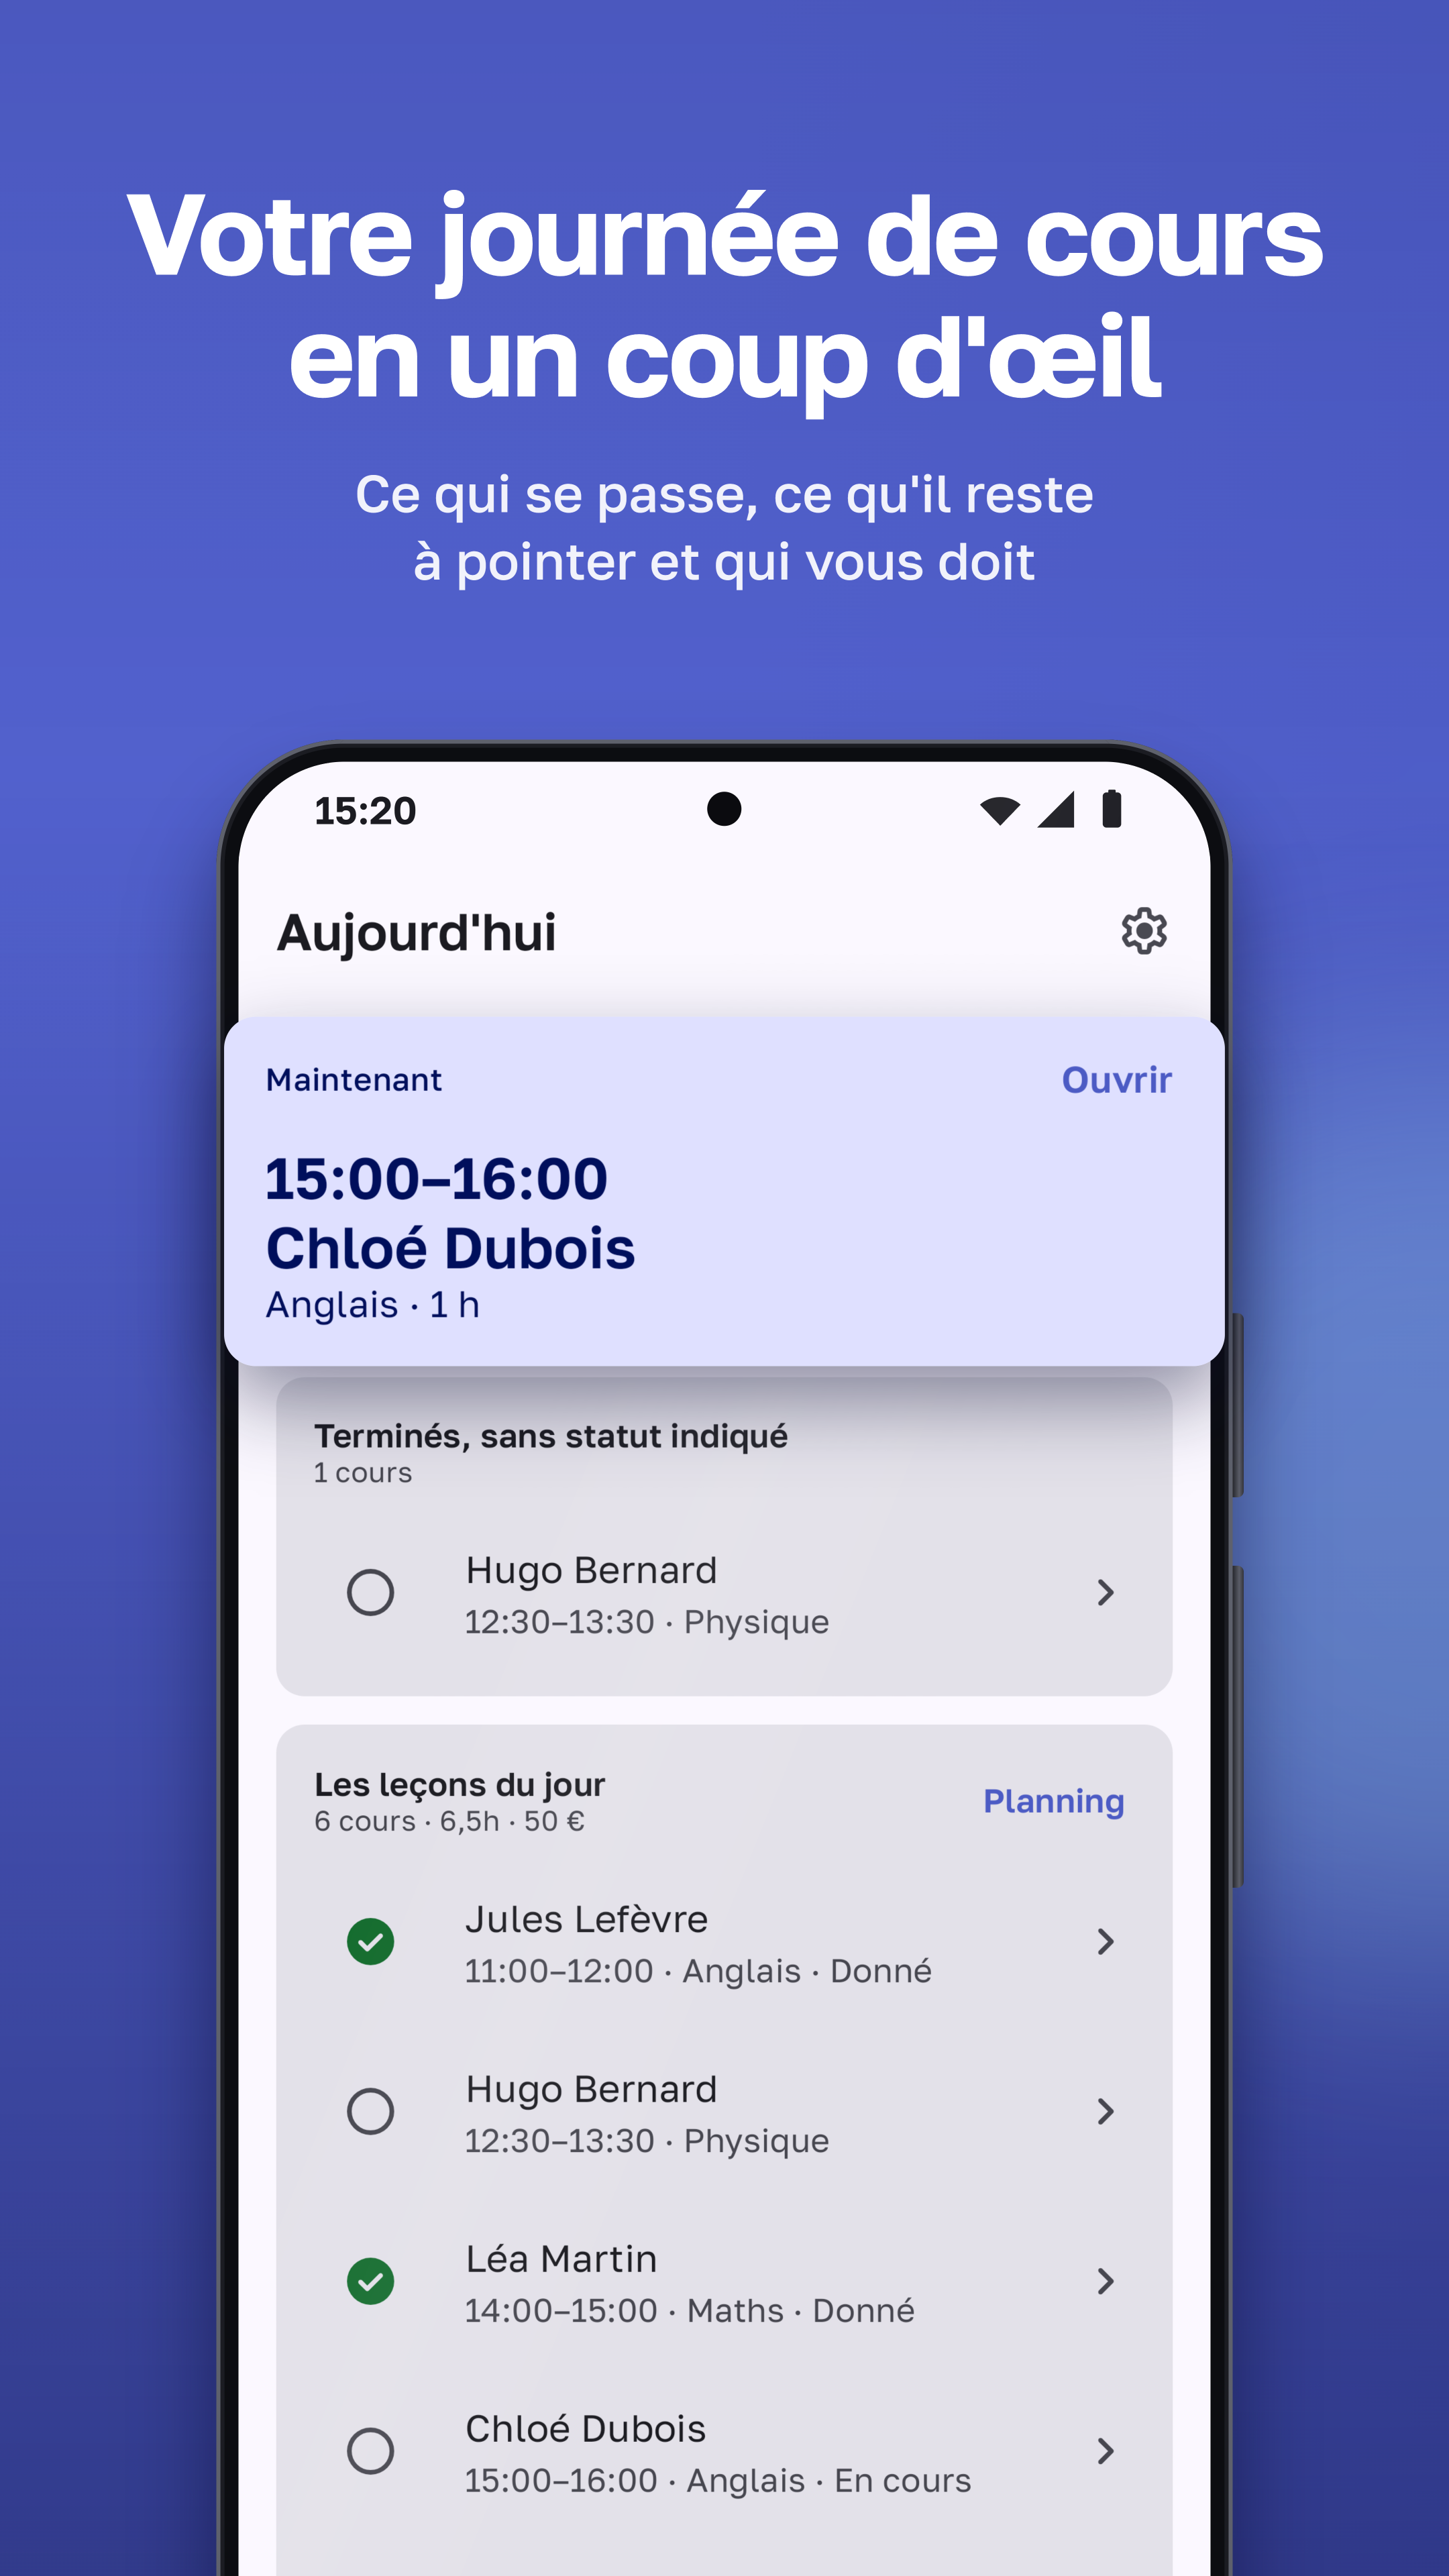 Votre journée de cours
en un coup d'œil
Ce qui se passe, ce qu'il reste
à pointer et qui vous doit
15:20
Aujourd'hui
Maintenant
Ouvrir
15:00–16:00
Chloé Dubois
Anglais · 1 h
Terminés, sans statut indiqué
1 cours
Hugo Bernard
12:30–13:30 · Physique
Les leçons du jour
6 cours · 6,5h · 50 €
Planning
Jules Lefèvre
11:00–12:00 · Anglais · Donné
Hugo Bernard
12:30–13:30 · Physique
Léa Martin
14:00–15:00 · Maths · Donné
Chloé Dubois
15:00–16:00 · Anglais · En cours